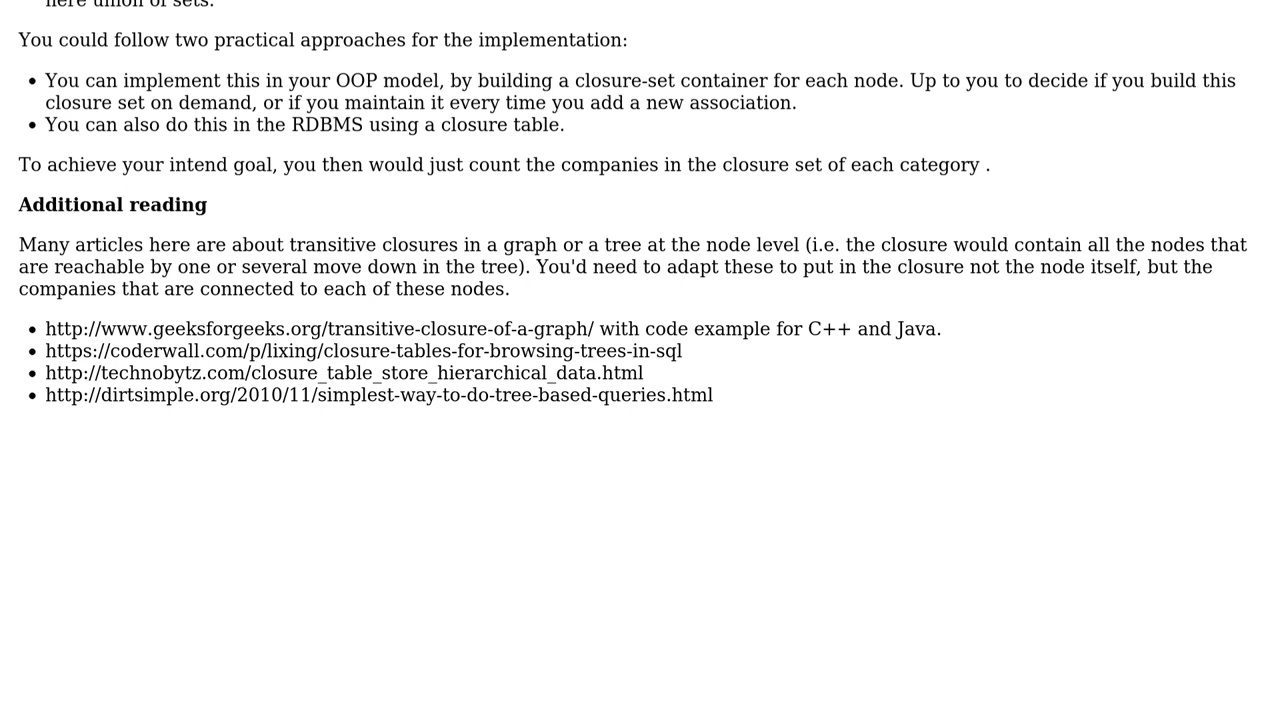 here union of sets.
You could follow two practical approaches for the implementation:
• You can implement this in your OOP model, by building a closure-set container for each node. Up to you to decide if you build this
closure set on demand, or if you maintain it every time you add a new association.
• You can also do this in the RDBMS using a closure table.
To achieve your intend goal, you then would just count the companies in the closure set of each category .
Additional reading
Many articles here are about transitive closures in a graph or a tree at the node level (i.e. the closure would contain all the nodes that
are reachable by one or several move down in the tree). You'd need to adapt these to put in the closure not the node itself, but the
companies that are connected to each of these nodes.
• http://www.geeksforgeeks.org/transitive-closure-of-a-graph/ with code example for C++ and Java.
• https://coderwall.com/p/lixing/closure-tables-for-browsing-trees-in-sql
• http://technobytz.com/closure_table_store_hierarchical_data.html
• http://dirtsimple.org/2010/11/simplest-way-to-do-tree-based-queries.html